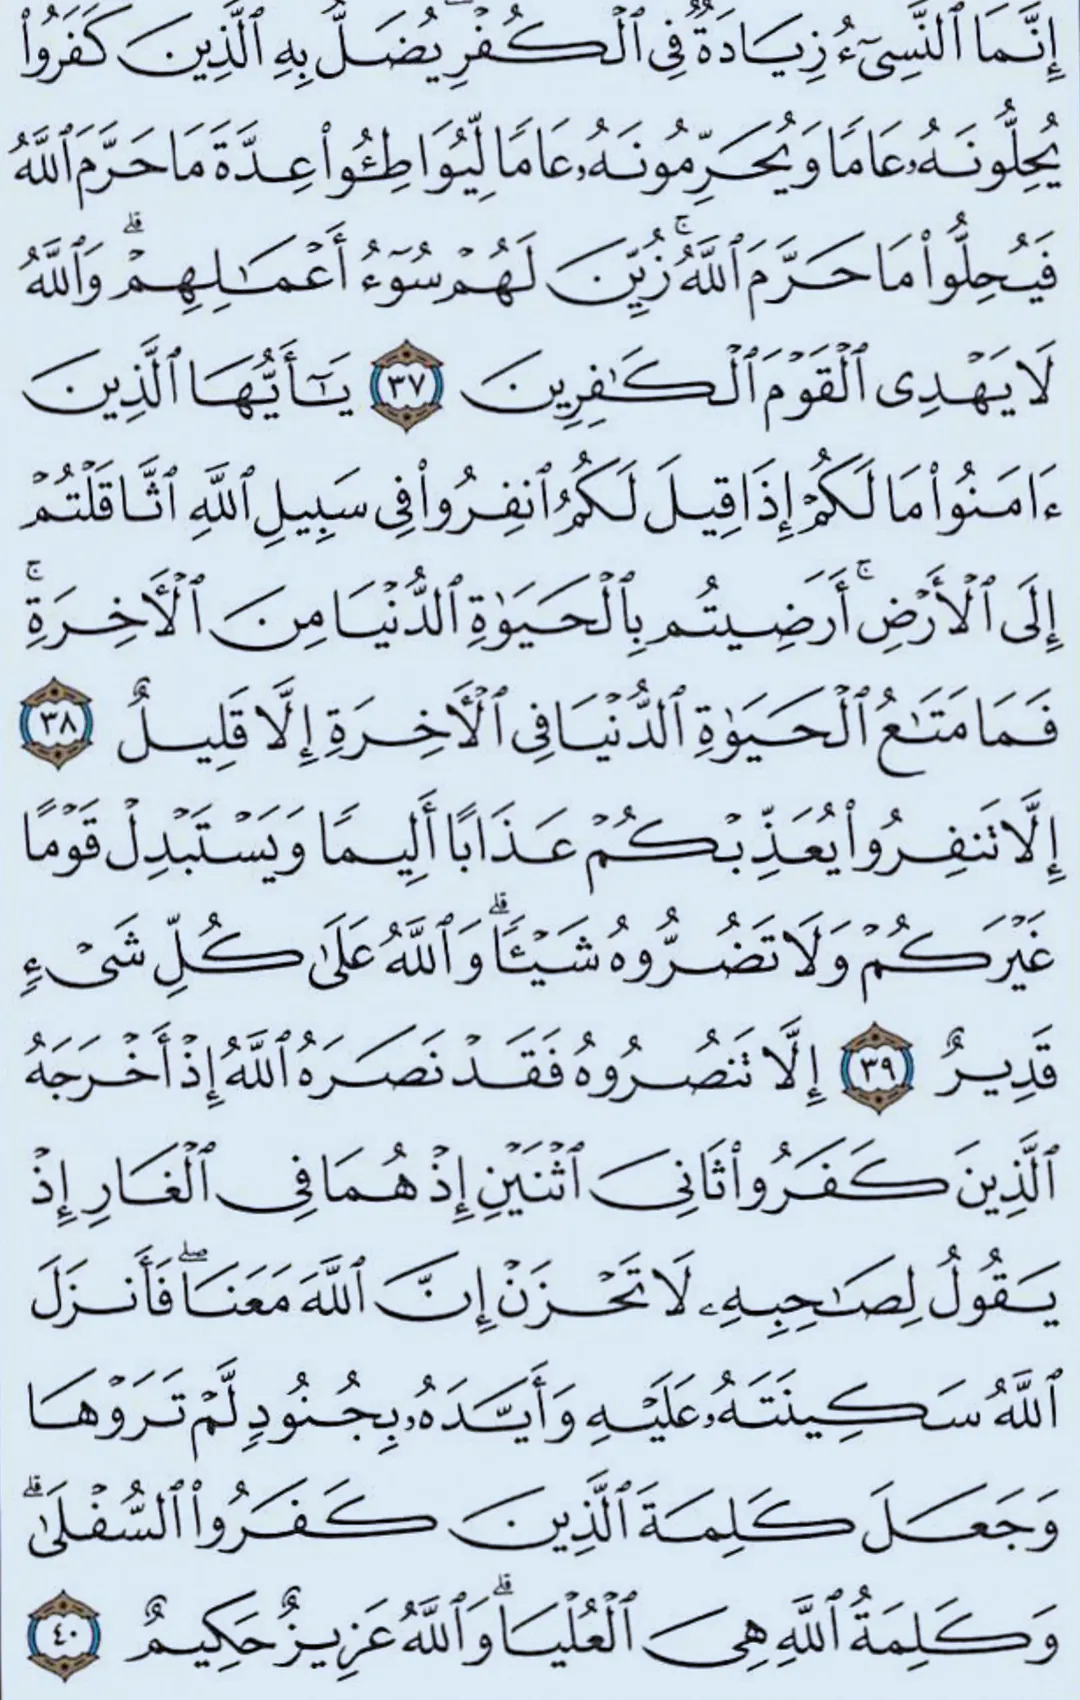 إِنَّمَا ٱلنَّسِىٓءُ زِيَادَةٌ فِى ٱلْكُفْرِ ۖ يُضَلُّ بِهِ ٱلَّذِينَ كَفَرُوا۟
يُحِلُّونَهُۥ عَامًا وَيُحَرِّمُونَهُۥ عَامًا لِّيُوَاطِـُٔوا۟ عِدَّةَ مَا حَرَّمَ ٱللَّهُ
فَيُحِلُّوا۟ مَا حَرَّمَ ٱللَّهُ ۚ زُيِّنَ لَهُمْ سُوٓءُ أَعْمَـٰلِهِمْ ۗ وَٱللَّهُ
لَا يَهْدِى ٱلْقَوْمَ ٱلْكَـٰفِرِينَ ٣٧ يَـٰٓأَيُّهَا ٱلَّذِينَ
ءَامَنُوا۟ مَا لَكُمْ إِذَا قِيلَ لَكُمُ ٱنفِرُوا۟ فِى سَبِيلِ ٱللَّهِ ٱثَّاقَلْتُمْ
إِلَى ٱلْأَرْضِ ۚ أَرَضِيتُم بِٱلْحَيَوٰةِ ٱلدُّنْيَا مِنَ ٱلْـَٔاخِرَةِ ۚ
فَمَا مَتَـٰعُ ٱلْحَيَوٰةِ ٱلدُّنْيَا فِى ٱلْـَٔاخِرَةِ إِلَّا قَلِيلٌ ٣٨
إِلَّا تَنفِرُوا۟ يُعَذِّبْكُمْ عَذَابًا أَلِيمًا وَيَسْتَبْدِلْ قَوْمًا
غَيْرَكُمْ وَلَا تَضُرُّوهُ شَيْـًٔا ۗ وَٱللَّهُ عَلَىٰ كُلِّ شَىْءٍ
قَدِيرٌ ٣٩ إِلَّا تَنصُرُوهُ فَقَدْ نَصَرَهُ ٱللَّهُ إِذْ أَخْرَجَهُ
ٱلَّذِينَ كَفَرُوا۟ ثَانِىَ ٱثْنَيْنِ إِذْ هُمَا فِى ٱلْغَارِ إِذْ
يَقُولُ لِصَـٰحِبِهِۦ لَا تَحْزَنْ إِنَّ ٱللَّهَ مَعَنَا ۖ فَأَنزَلَ
ٱللَّهُ سَكِينَتَهُۥ عَلَيْهِ وَأَيَّدَهُۥ بِجُنُودٍ لَّمْ تَرَوْهَا
وَجَعَلَ كَلِمَةَ ٱلَّذِينَ كَفَرُوا۟ ٱلسُّفْلَىٰ ۗ
وَكَلِمَةُ ٱللَّهِ هِىَ ٱلْعُلْيَا ۗ وَٱللَّهُ عَزِيزٌ حَكِيمٌ ٤٠